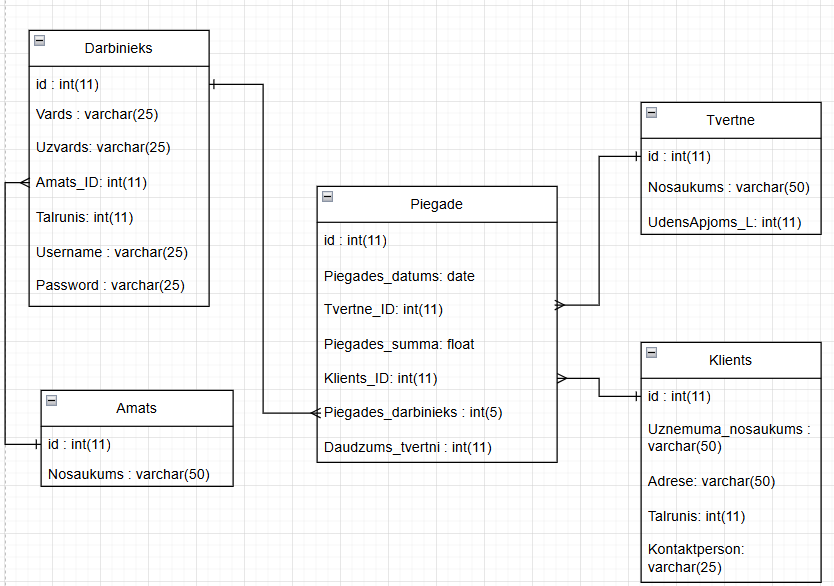 Darbinieks
id : int(11)
Vards : varchar(25)
Uzvards: varchar(25)
Amats_ID: int(11)
Talrunis: int(11)
Username : varchar(25)
Password : varchar(25)
Amats
id : int(11)
Nosaukums : varchar(50)
Piegade
id : int(11)
Piegades_datums: date
Tvertne_ID: int(11)
Piegades_summa: float
Klients_ID: int(11)
Piegades_darbinieks : int(5)
Daudzums_tvertni : int(11)
Tvertne
id : int(11)
Nosaukums : varchar(50)
UdensApjoms_L: int(11)
Klients
id : int(11)
Uznemuma_nosaukums :
varchar(50)
Adrese: varchar(50)
Talrunis: int(11)
Kontaktperson:
varchar(25)